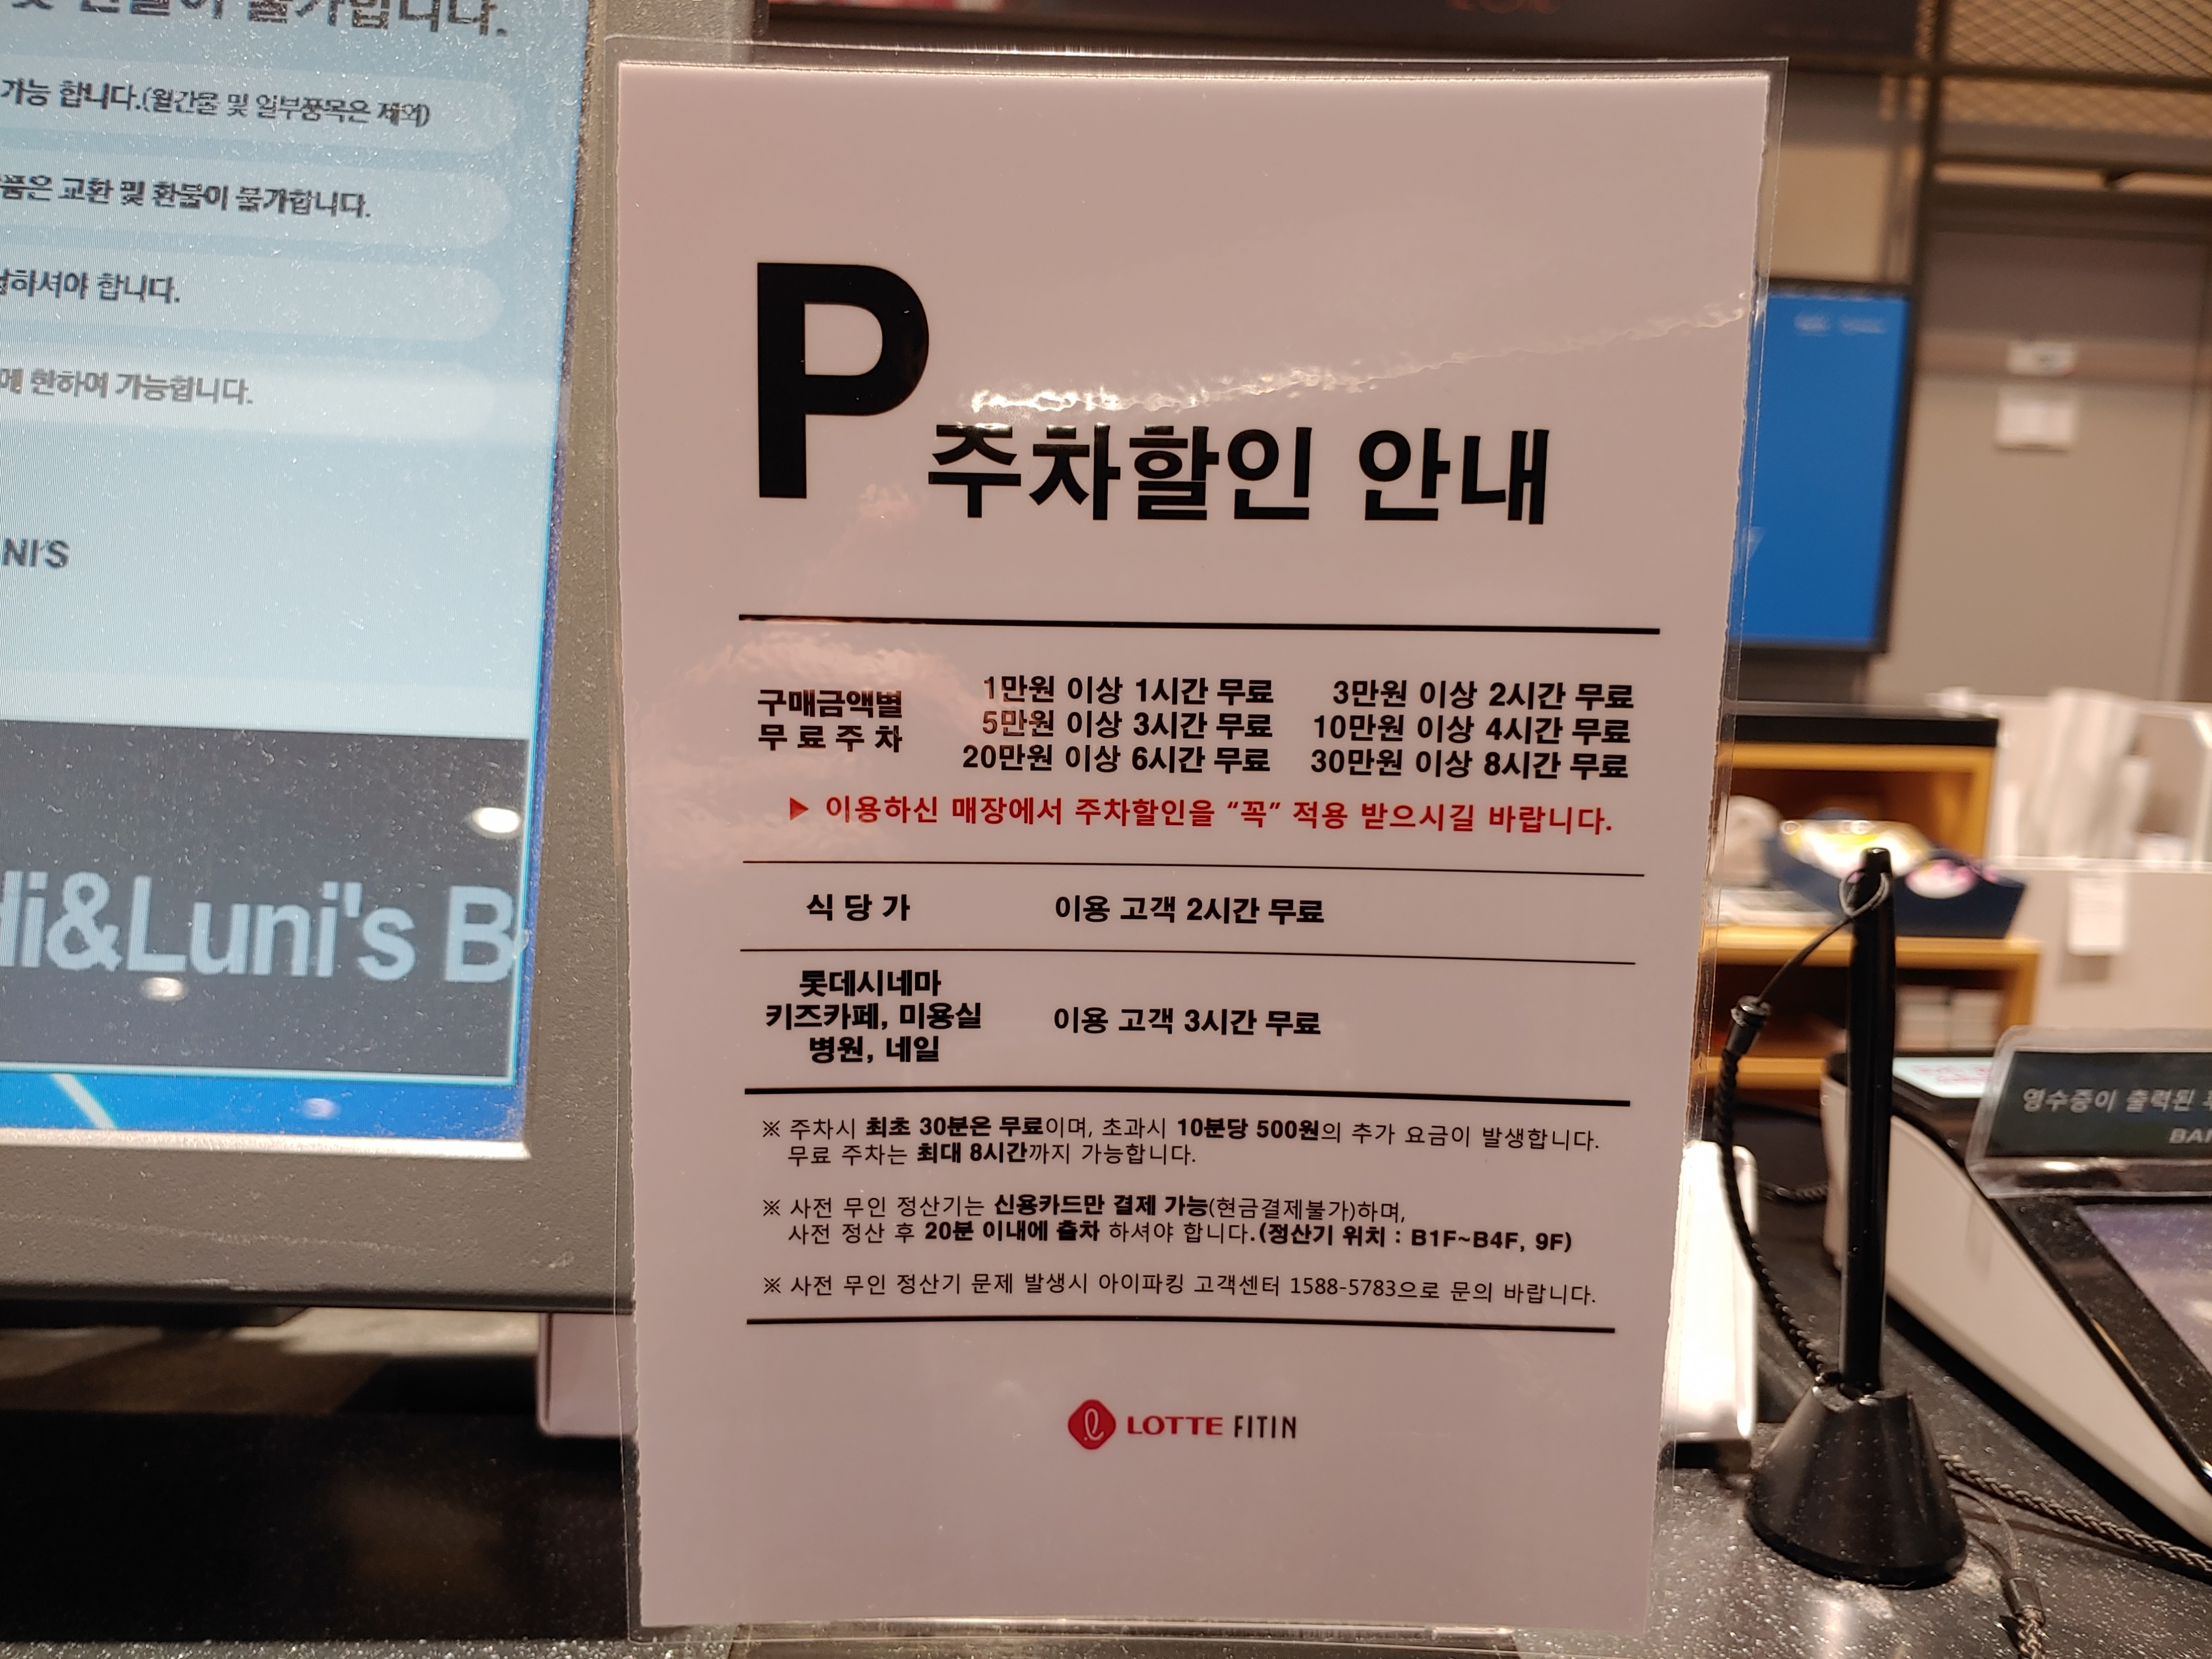 불가합니다.
가능 합니다.(월간물 및 일부품목은 제외)
품은 교환 및 환불이 불가합니다.
하셔야 합니다.
에 한하여 가능합니다.
NI'S
di&Luni's B
P 주차할인 안내
구매금액별
무 료 주 차
1만원 이상 1시간 무료 3만원 이상 2시간 무료
5만원 이상 3시간 무료 10만원 이상 4시간 무료
20만원 이상 6시간 무료 30만원 이상 8시간 무료
▶ 이용하신 매장에서 주차할인을 “꼭” 적용 받으시길 바랍니다.
식 당 가 이용 고객 2시간 무료
롯데시네마
키즈카페, 미용실 이용 고객 3시간 무료
병원, 네일
※ 주차시 최초 30분은 무료이며, 초과시 10분당 500원의 추가 요금이 발생합니다.
무료 주차는 최대 8시간까지 가능합니다.
※ 사전 무인 정산기는 신용카드만 결제 가능(현금결제불가)하며,
사전 정산 후 20분 이내에 출차 하셔야 합니다.(정산기 위치 : B1F~B4F, 9F)
※ 사전 무인 정산기 문제 발생시 아이파킹 고객센터 1588-5783으로 문의 바랍니다.
LOTTE FITIN
영수증이 출력된
BA